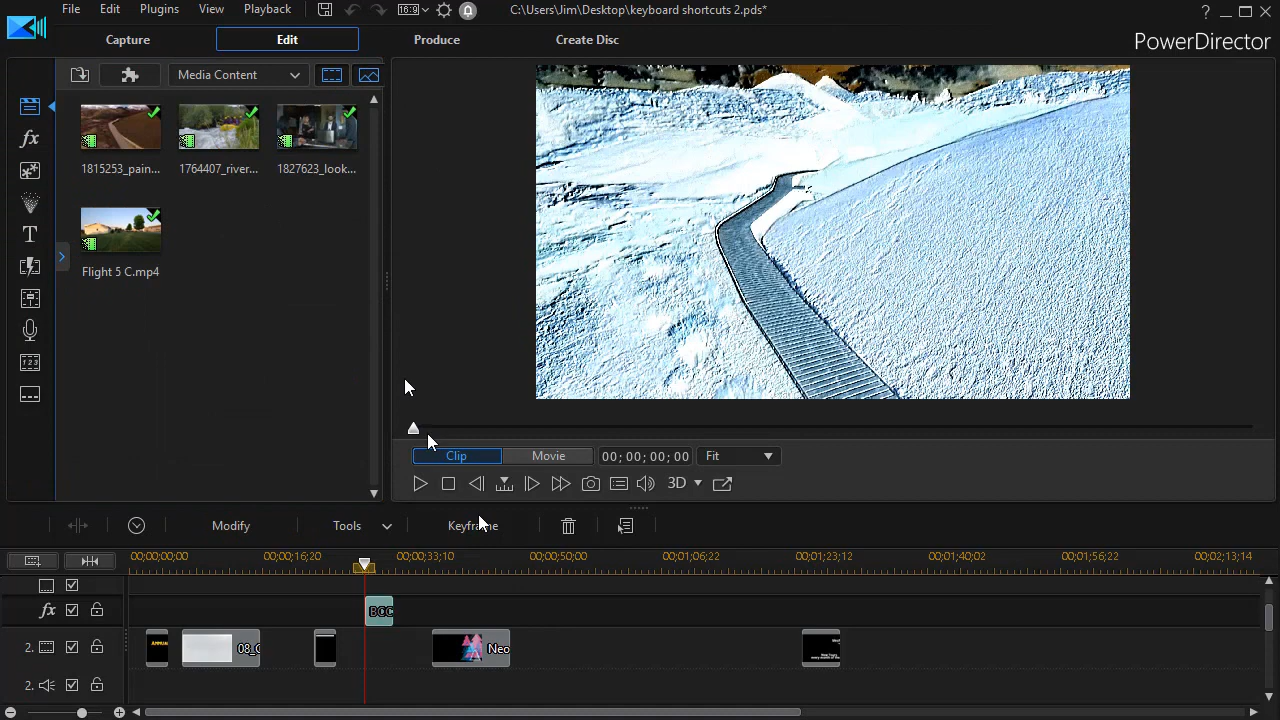 File Edit Plugins View Playback 16:9 C:\Users\Jim\Desktop\keyboard shortcuts 2.pds* ?
Capture Edit Produce Create Disc PowerDirector
Media Content
1815253_pain... 1764407_river... 1827623_look...
Flight 5 C.mp4
fx
T
Clip Movie 00; 00; 00; 00 Fit
3D
Modify Tools Keyframe
00;00;00;00 00;00;16;20 00;00;33;10 00;00;50;00 00;01;06;22 00;01;23;12 00;01;40;02 00;01;56;22 00;02;13;14
fx BCC
2. 08_ Neo
2.